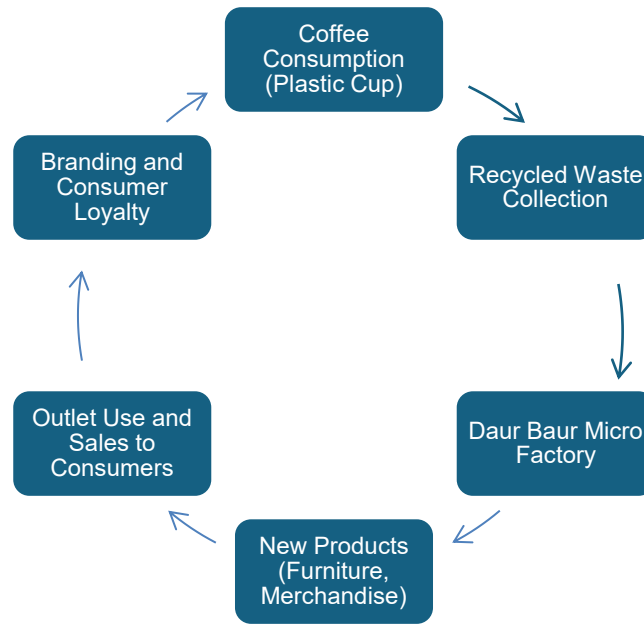 Coffee
Consumption
(Plastic Cup)
Recycled Waste
Collection
Daur Baur Micro
Factory
New Products
(Furniture,
Merchandise)
Outlet Use and
Sales to
Consumers
Branding and
Consumer
Loyalty